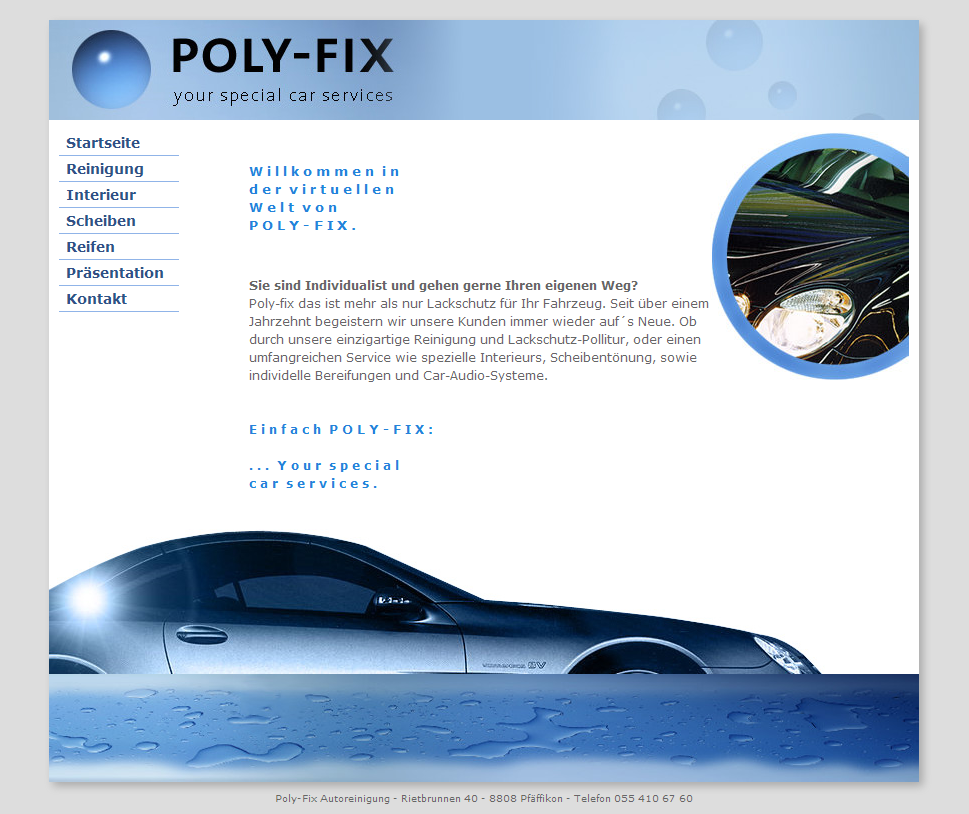 POLY-FIX
your special car services
Startseite
Reinigung
Interieur
Scheiben
Reifen
Präsentation
Kontakt
Willkommen in
der virtuellen
Welt von
POLY-FIX.
Sie sind Individualist und gehen gerne Ihren eigenen Weg?
Poly-fix das ist mehr als nur Lackschutz für Ihr Fahrzeug. Seit über einem
Jahrzehnt begeistern wir unsere Kunden immer wieder auf´s Neue. Ob
durch unsere einzigartige Reinigung und Lackschutz-Pollitur, oder einen
umfangreichen Service wie spezielle Interieurs, Scheibentönung, sowie
individelle Bereifungen und Car-Audio-Systeme.
Einfach POLY-FIX:
... Your special
car services.
Poly-Fix Autoreinigung - Rietbrunnen 40 - 8808 Pfäffikon - Telefon 055 410 67 60